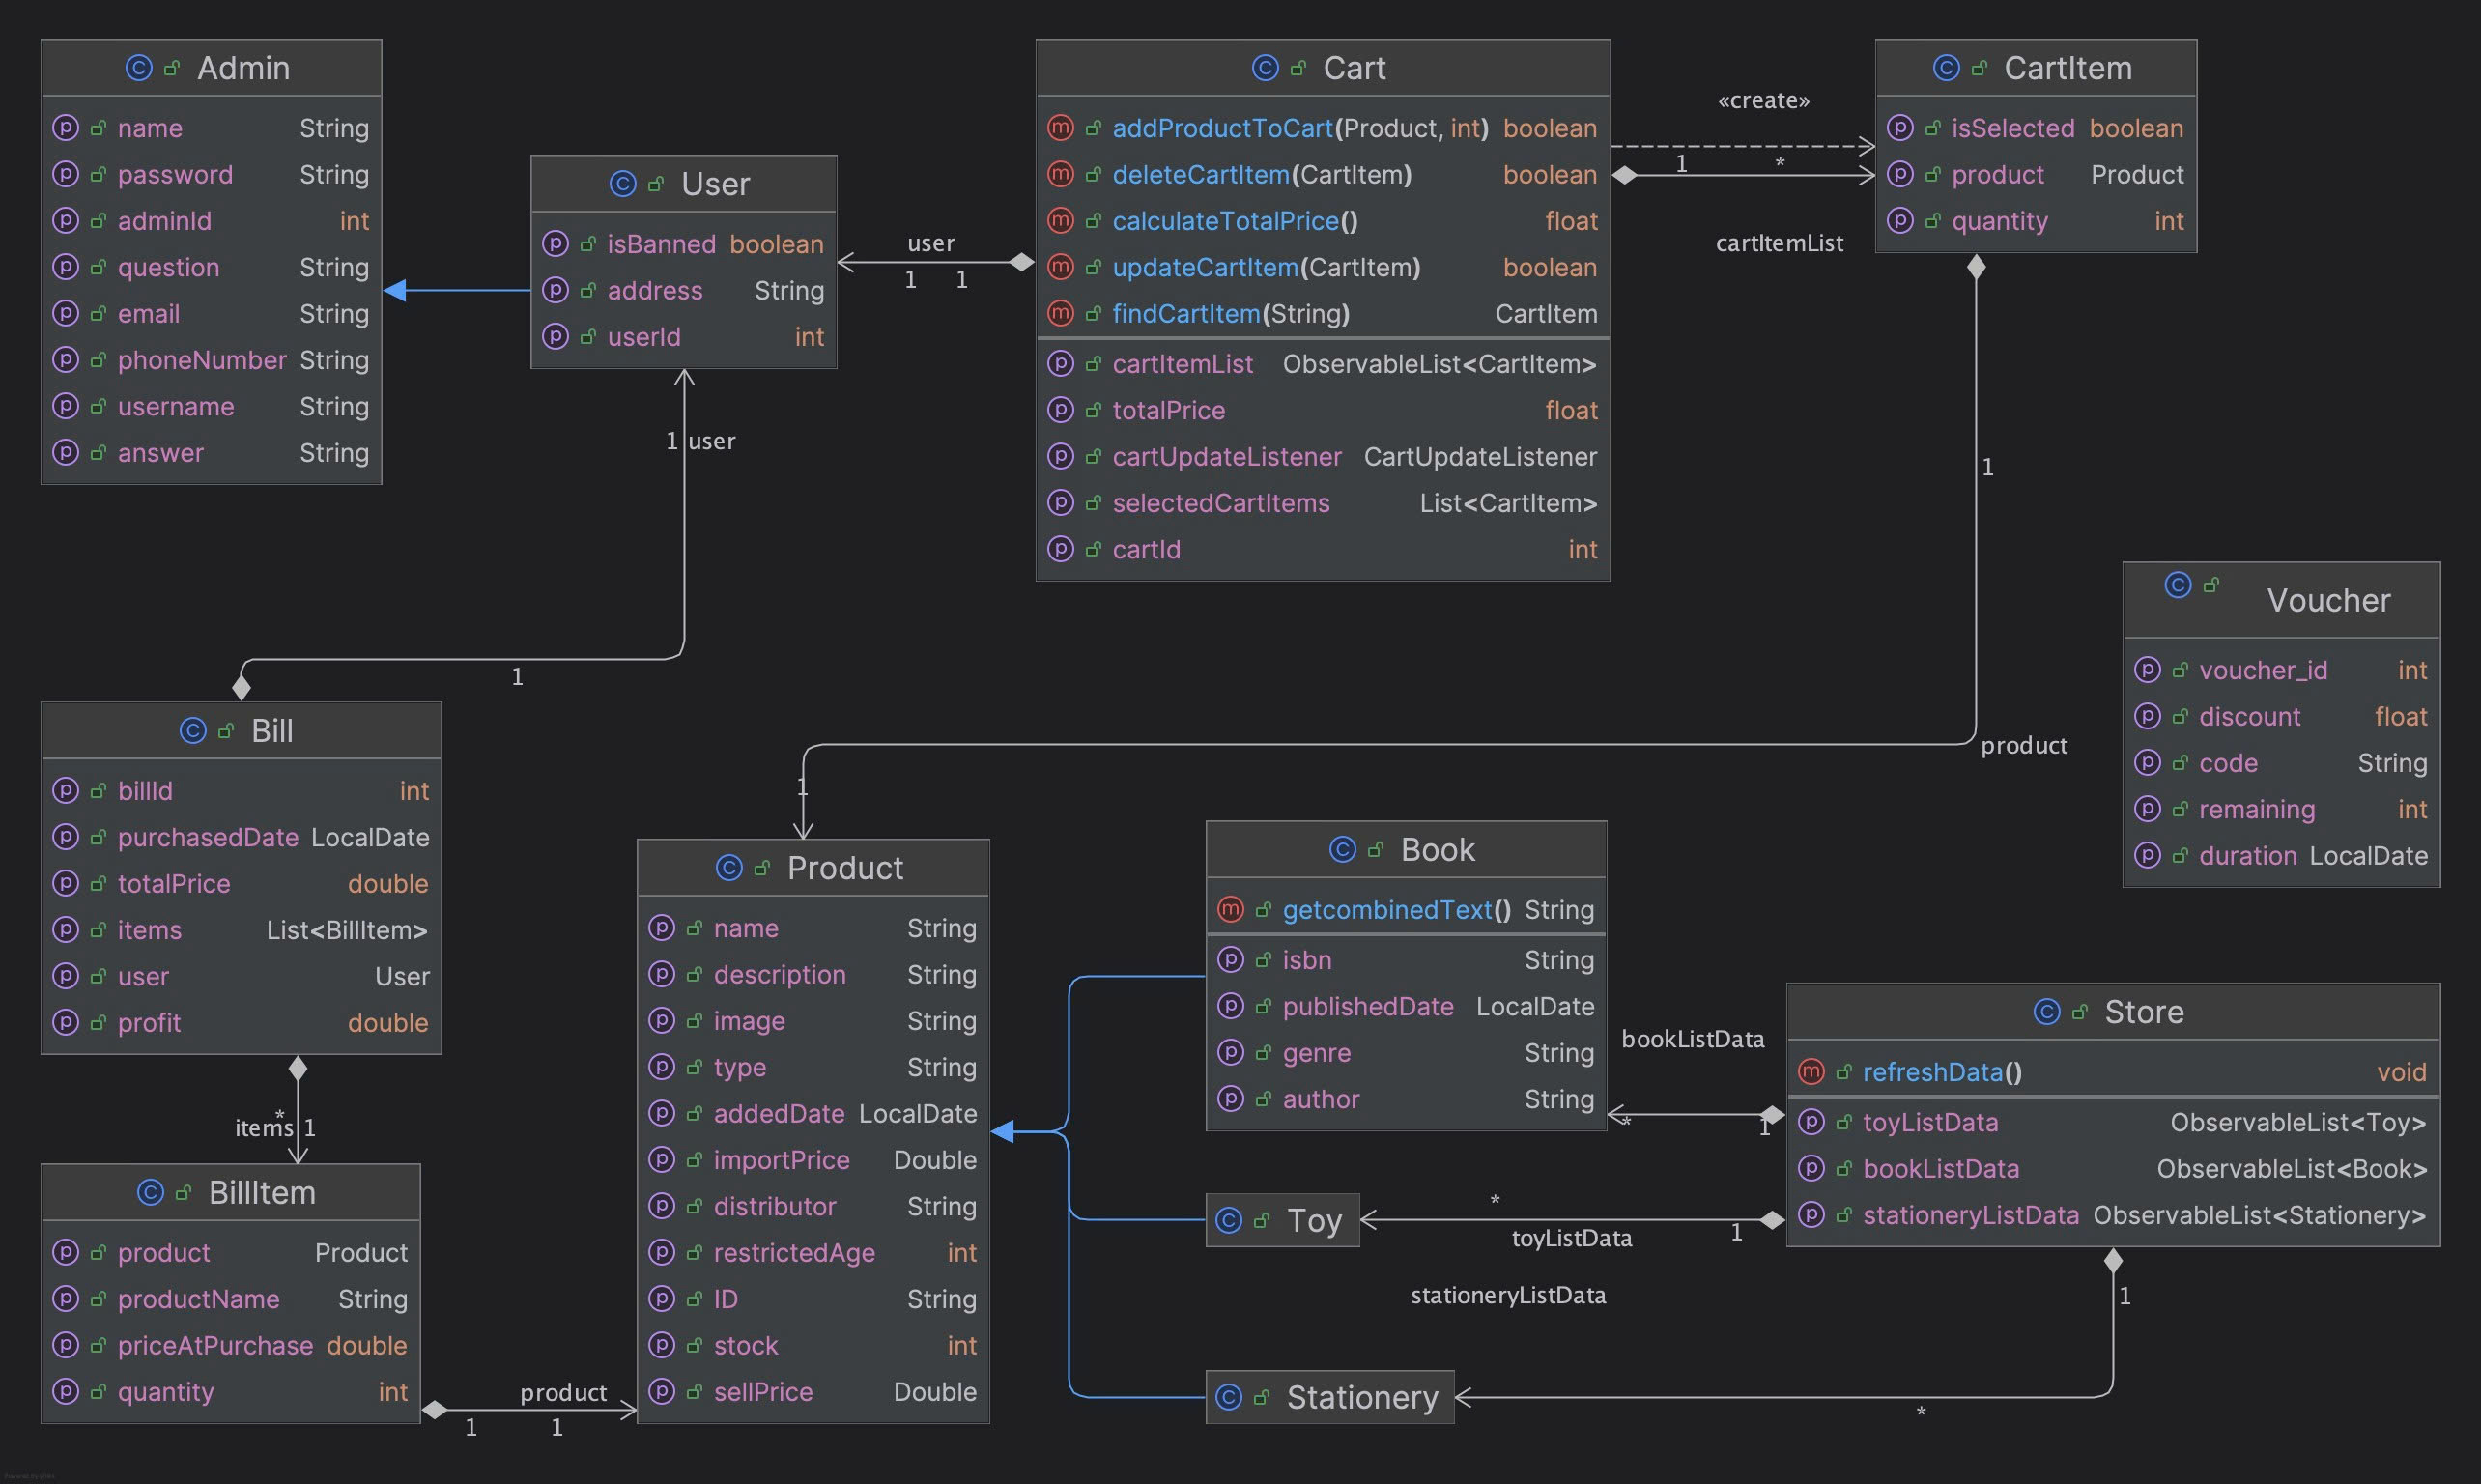 Admin
name String
password String
adminId int
question String
email String
phoneNumber String
username String
answer String
User
isBanned boolean
address String
userId int
user
1 1
Cart
addProductToCart(Product, int) boolean
deleteCartItem(CartItem) boolean
calculateTotalPrice() float
updateCartItem(CartItem) boolean
findCartItem(String) CartItem
cartItemList ObservableList<CartItem>
totalPrice float
cartUpdateListener CartUpdateListener
selectedCartItems List<CartItem>
cartId int
«create»
1 *
cartItemList
CartItem
isSelected boolean
product Product
quantity int
1 user
1
1
product
1
Voucher
voucher_id int
discount float
code String
remaining int
duration LocalDate
Bill
billId int
purchasedDate LocalDate
totalPrice double
items List<BillItem>
user User
profit double
*
items 1
BillItem
product Product
productName String
priceAtPurchase double
quantity int
product
1 1
Product
name String
description String
image String
type String
addedDate LocalDate
importPrice Double
distributor String
restrictedAge int
ID String
stock int
sellPrice Double
Book
getcombinedText() String
isbn String
publishedDate LocalDate
genre String
author String
bookListData
* 1
Store
refreshData() void
toyListData ObservableList<Toy>
bookListData ObservableList<Book>
stationeryListData ObservableList<Stationery>
Toy
*
toyListData 1
stationeryListData
1
Stationery
*